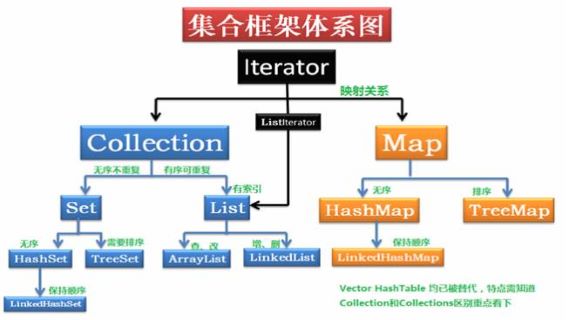 集合框架体系图
Iterator
映射关系
ListIterator
Collection
Map
无序不重复
有序可重复
有索引
无序
排序
Set
List
HashMap
TreeMap
无序
需要排序
查、改
增、删
保持顺序
HashSet
TreeSet
ArrayList
LinkedList
LinkedHashMap
保持顺序
LinkedHashSet
Vector HashTable 均已被替代，特点需知道
Collection和Collections区别重点看下